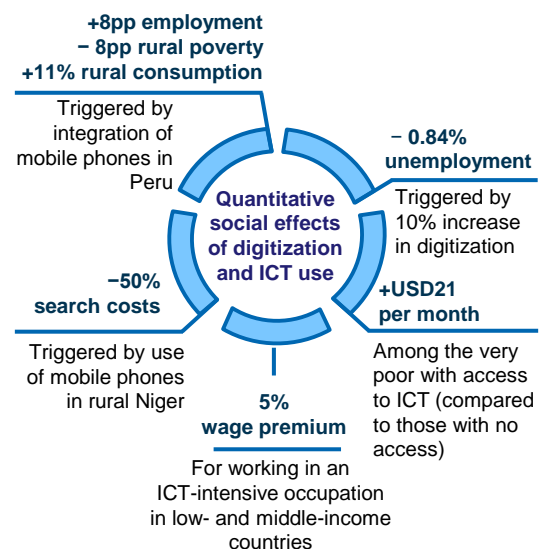 +8pp employment
− 8pp rural poverty
+11% rural consumption
Triggered by
integration of
mobile phones in
Peru
− 0.84%
unemployment
Triggered by
10% increase
in digitization
Quantitative
social effects
of digitization
and ICT use
−50%
search costs
Triggered by use
of mobile phones
in rural Niger
+USD21
per month
Among the very
poor with access
to ICT (compared
to those with no
access)
5%
wage premium
For working in an
ICT-intensive occupation
in low- and middle-income
countries